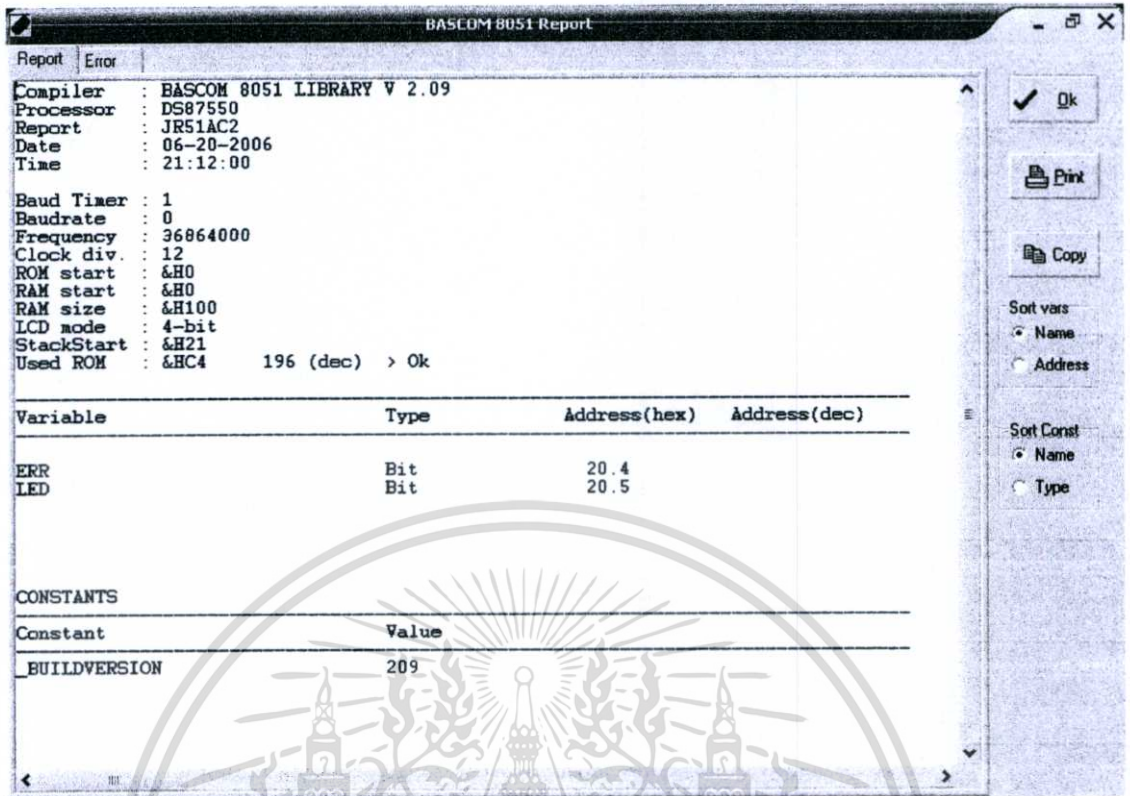 BASCOM 8051 Report
Report Error
Compiler : BASCOM 8051 LIBRARY V 2.09
Processor : DS87550
Report : JR51AC2
Date : 06-20-2006
Time : 21:12:00
Baud Timer : 1
Baudrate : 0
Frequency : 36864000
Clock div. : 12
ROM start : &H0
RAM start : &H0
RAM size : &H100
LCD mode : 4-bit
StackStart : &H21
Used ROM : &HC4 196 (dec) > Ok
Variable Type Address(hex) Address(dec)
ERR Bit 20.4
LED Bit 20.5
CONSTANTS
Constant Value
_BUILDVERSION 209
Ok
Print
Copy
Sort vars
Name
Address
Sort Const
Name
Type